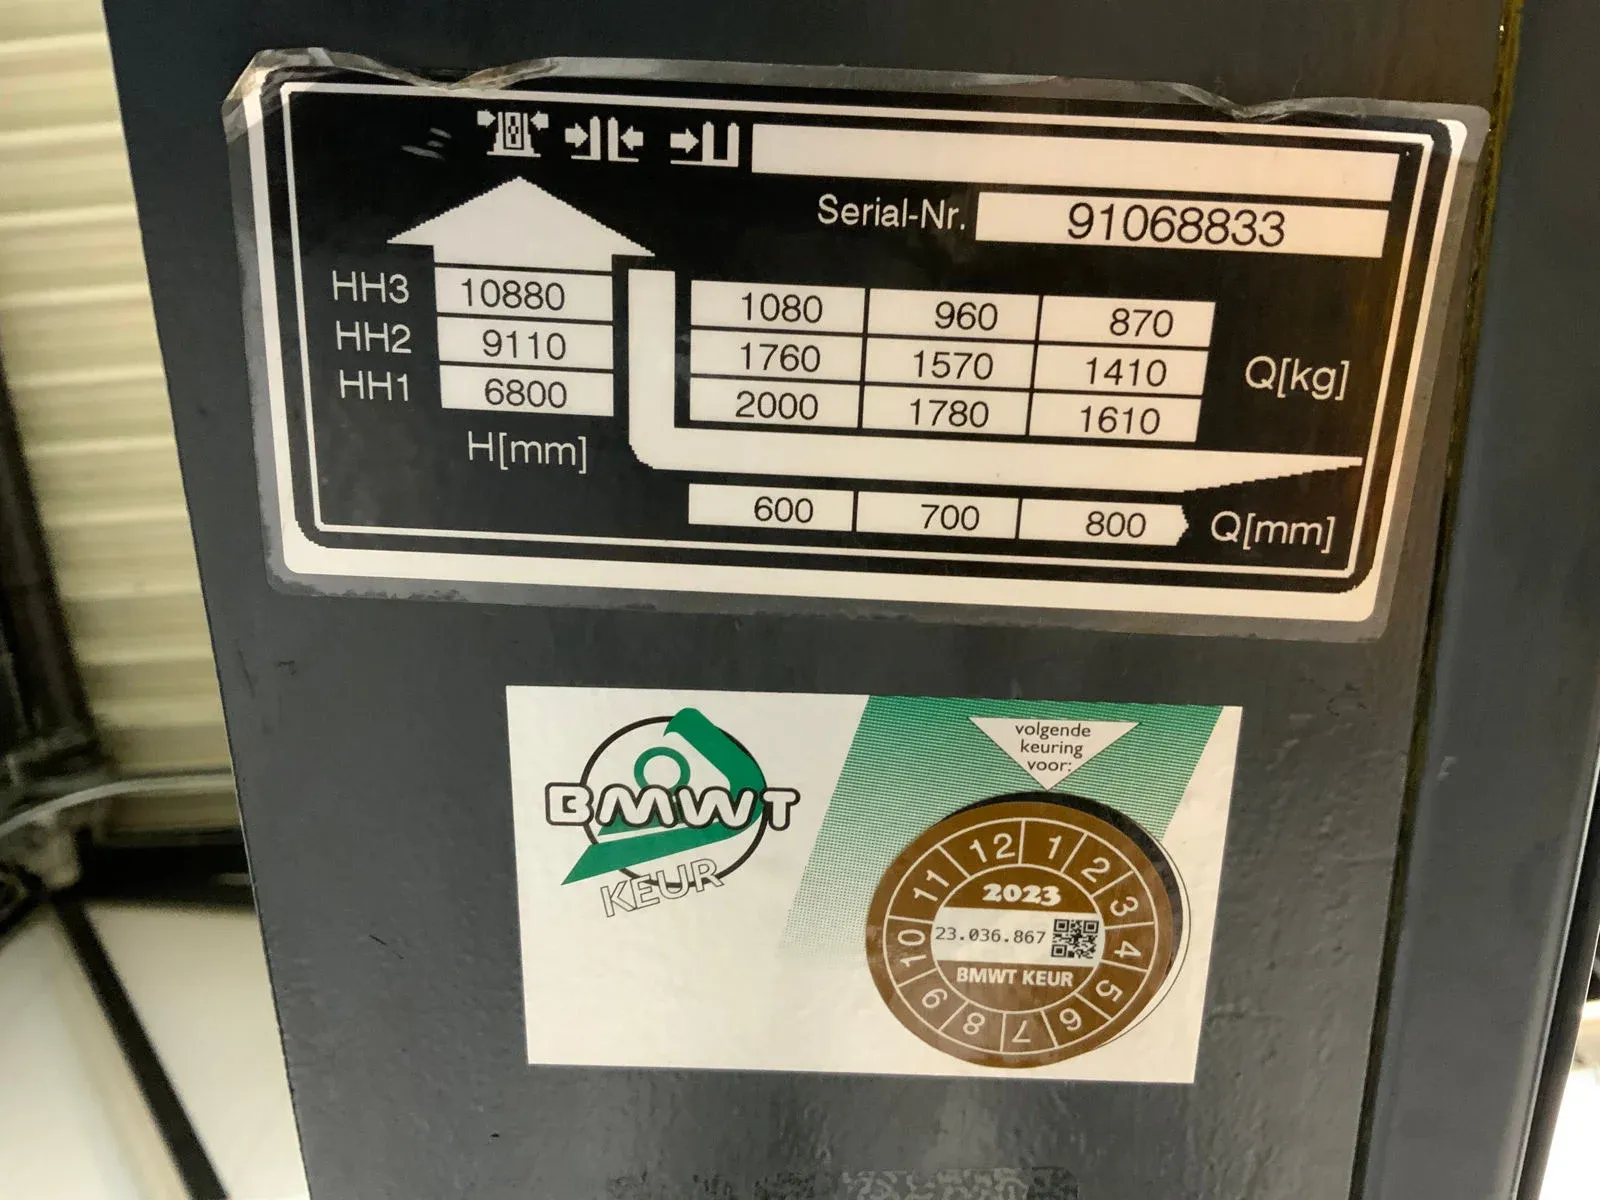 Serial-Nr. 91068833
HH3 10880 1080 960 870
HH2 9110 1760 1570 1410 Q[kg]
HH1 6800 2000 1780 1610
H[mm]
600 700 800 Q[mm]
BMWT
KEUR
volgende
keuring
voor:
12 1 2 3 4 5 6 7 8 9 10 11
2023
23.036.867
BMWT KEUR